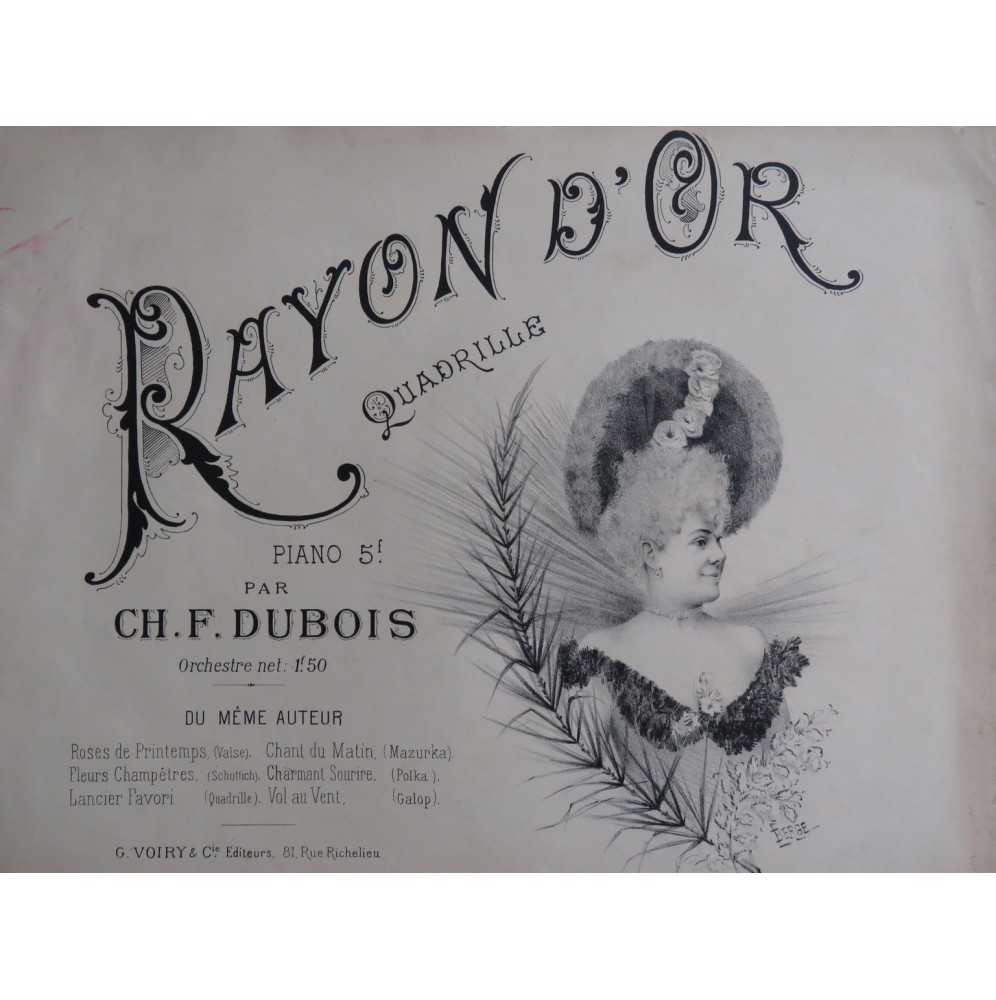 RAYON D'OR
QUADRILLE
PIANO 5f
PAR
CH. F. DUBOIS
Orchestre net: 1f.50
DU MÊME AUTEUR
Roses de Printemps, (Valse). Chant du Matin, (Mazurka).
Fleurs Champêtres. (Schottich). Charmant Sourire, (Polka).
Lancier Favori (Quadrille). Vol au Vent, (Galop).
G. VOIRY & Cie Editeurs, 81, Rue Richelieu
E BERGE